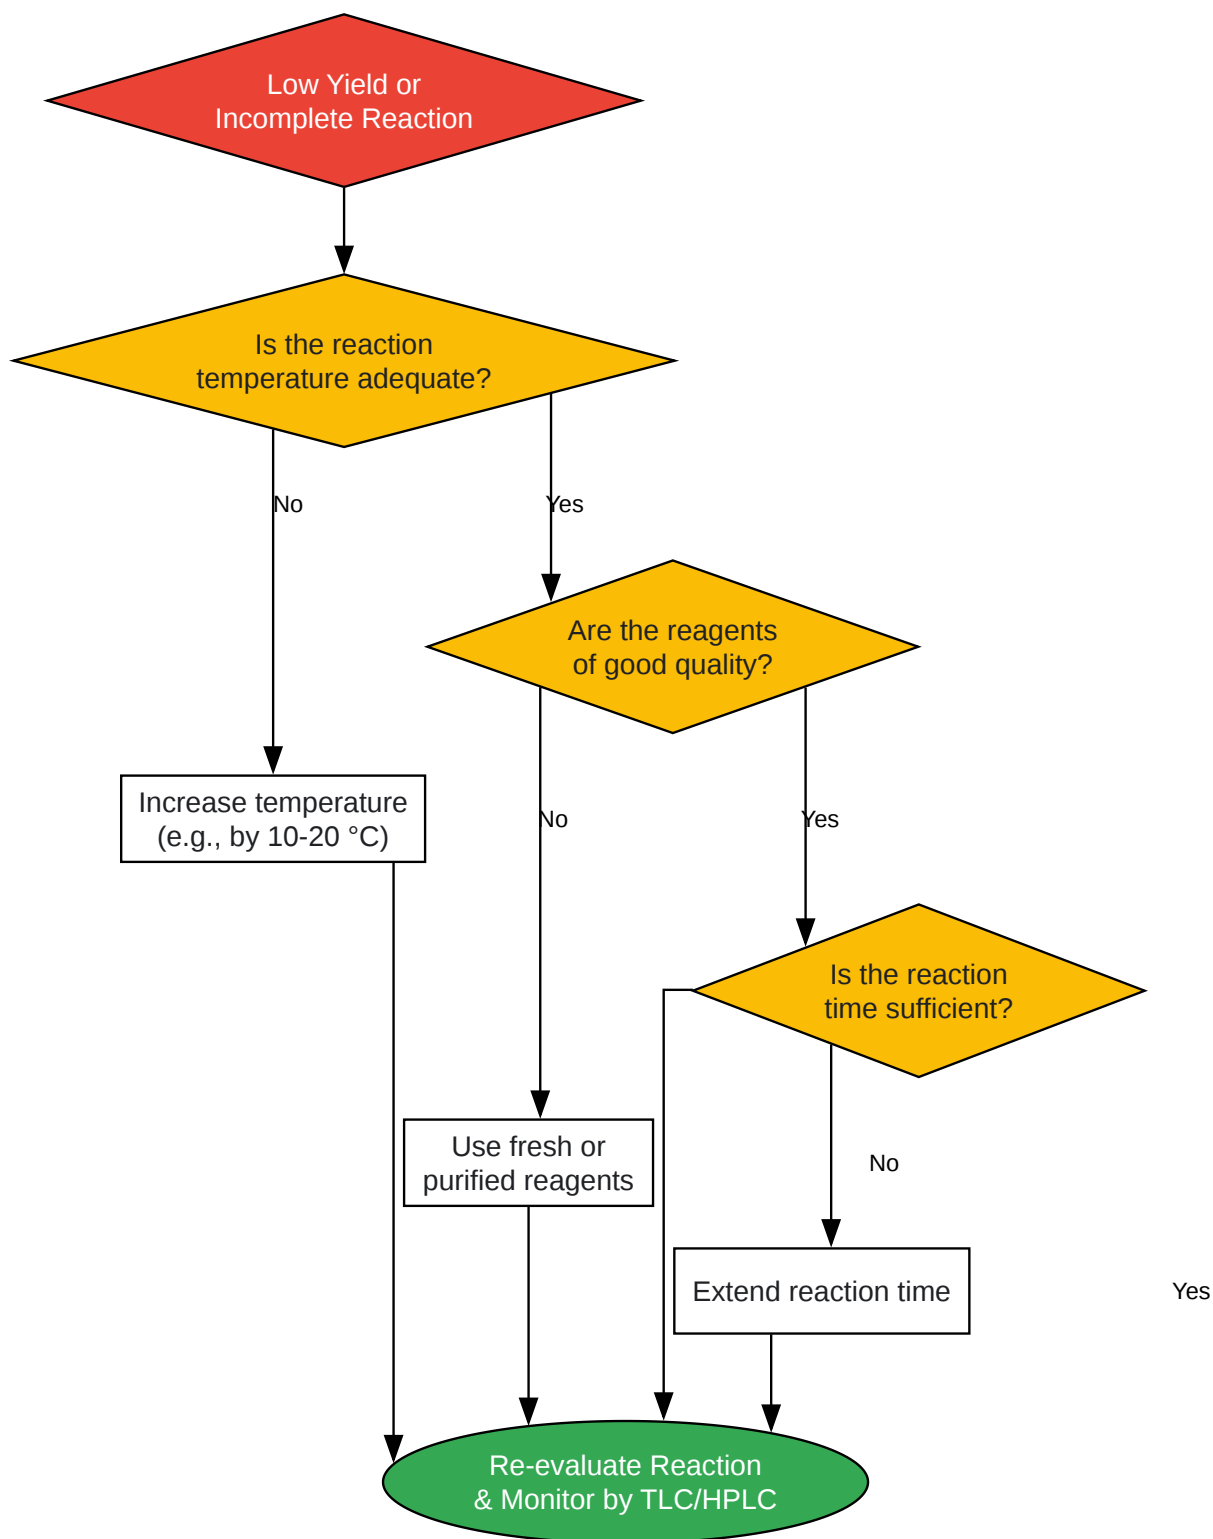 Low Yield or
Incomplete Reaction
Is the reaction
temperature adequate?
No
Yes
Are the reagents
of good quality?
Increase temperature
(e.g., by 10-20 °C)
No
Yes
Is the reaction
time sufficient?
Use fresh or
purified reagents
No
Extend reaction time
Yes
Re-evaluate Reaction
& Monitor by TLC/HPLC